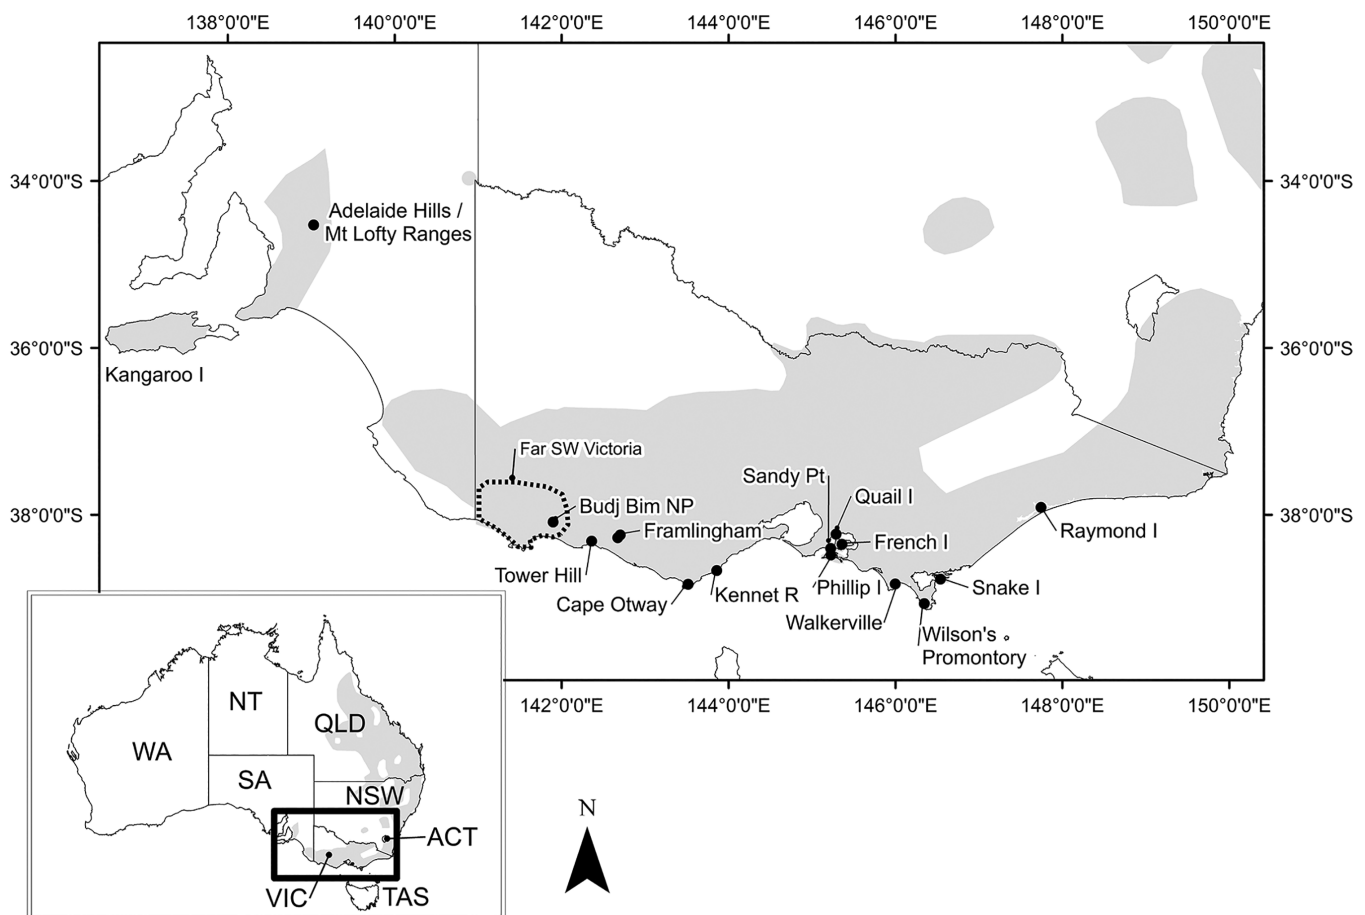 138°0'0"E
140°0'0"E
142°0'0"E
144°0'0"E
146°0'0"E
148°0'0"E
150°0'0"E
34°0'0"S
34°0'0"S
Adelaide Hills /
Mt Lofty Ranges
36°0'0"S
36°0'0"S
Kangaroo I
Far SW Victoria
Sandy Pt
Quail I
Budj Bim NP
38°0'0"S
38°0'0"S
Framlingham
French I
Raymond I
Tower Hill
Phillip I
Snake I
Kennet R
Cape Otway
Walkerville
Wilson's
Promontory
142°0'0"E
144°0'0"E
146°0'0"E
148°0'0"E
150°0'0"E
NT
QLD
WA
SA
NSW
ACT
VIC
TAS
N